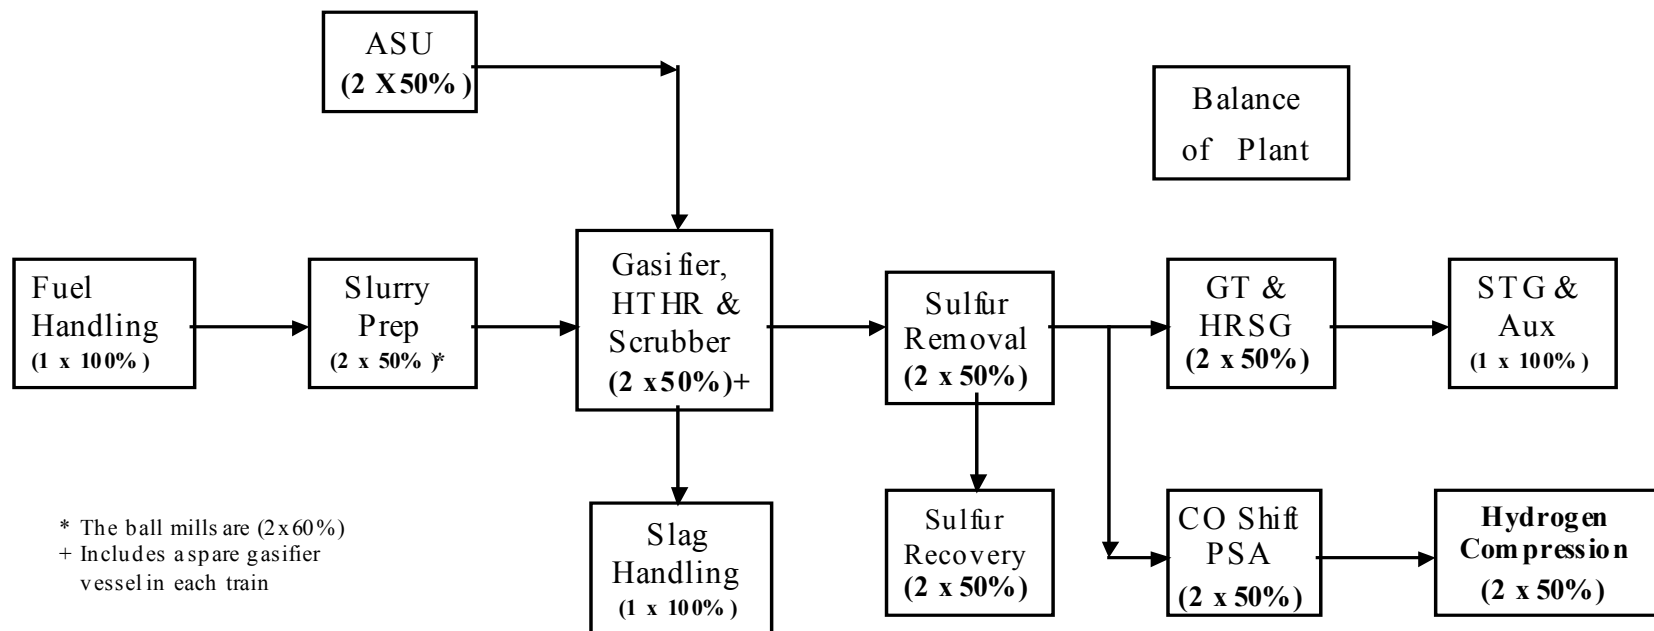 ASU
(2 X50%)
Balance
of Plant
Fuel
Handling
(1 x 100%)
Slurry
Prep
(2 x 50% )*
Gasifier,
HTHR &
Scrubber
(2 x50%)+
Sulfur
Removal
(2 x 50%)
GT &
HRSG
(2 x 50%)
STG &
Aux
(1 x 100%)
* The ball mills are (2x60%)
+ Includes a spare gasifier
vessel in each train
Slag
Handling
(1 x 100%)
Sulfur
Recovery
(2 x 50%)
CO Shift
PSA
(2 x 50%)
Hydrogen
Compression
(2 x 50%)